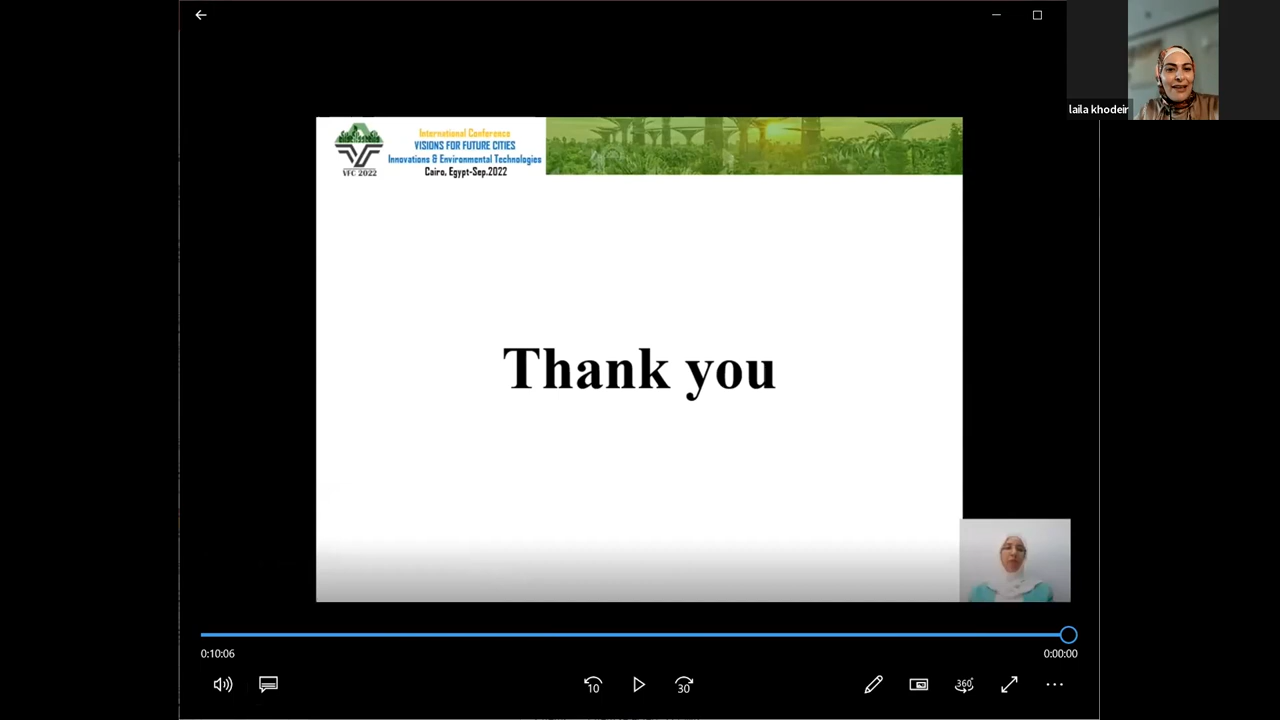 laila khodeir
International Conference
VISIONS FOR FUTURE CITIES
Innovations & Environmental Technologies
Cairo, Egypt-Sep.2022
VFC 2022
Thank you
0:10:06
0:00:00
10
30
360